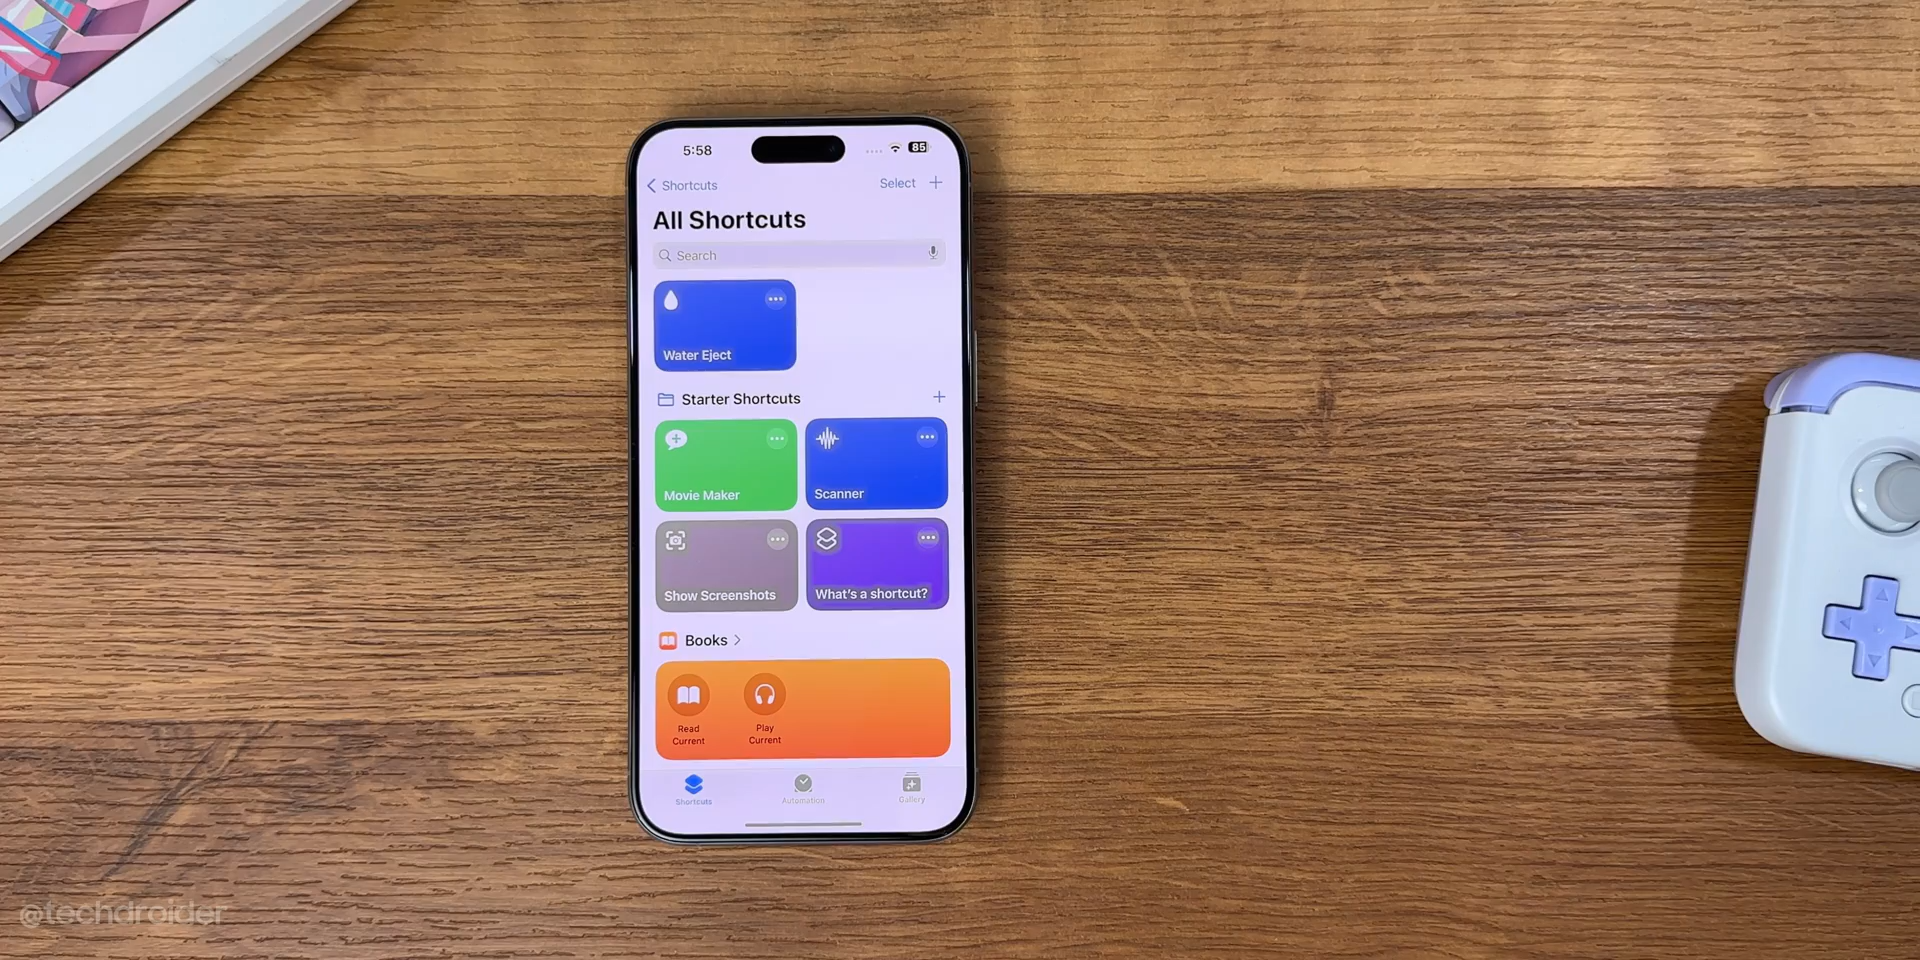 5:58
85
Shortcuts
Select
All Shortcuts
Search
Water Eject
Starter Shortcuts
Movie Maker
Scanner
Show Screenshots
What's a shortcut?
Books
Read
Current
Play
Current
Shortcuts
Automation
Gallery
@techdroider